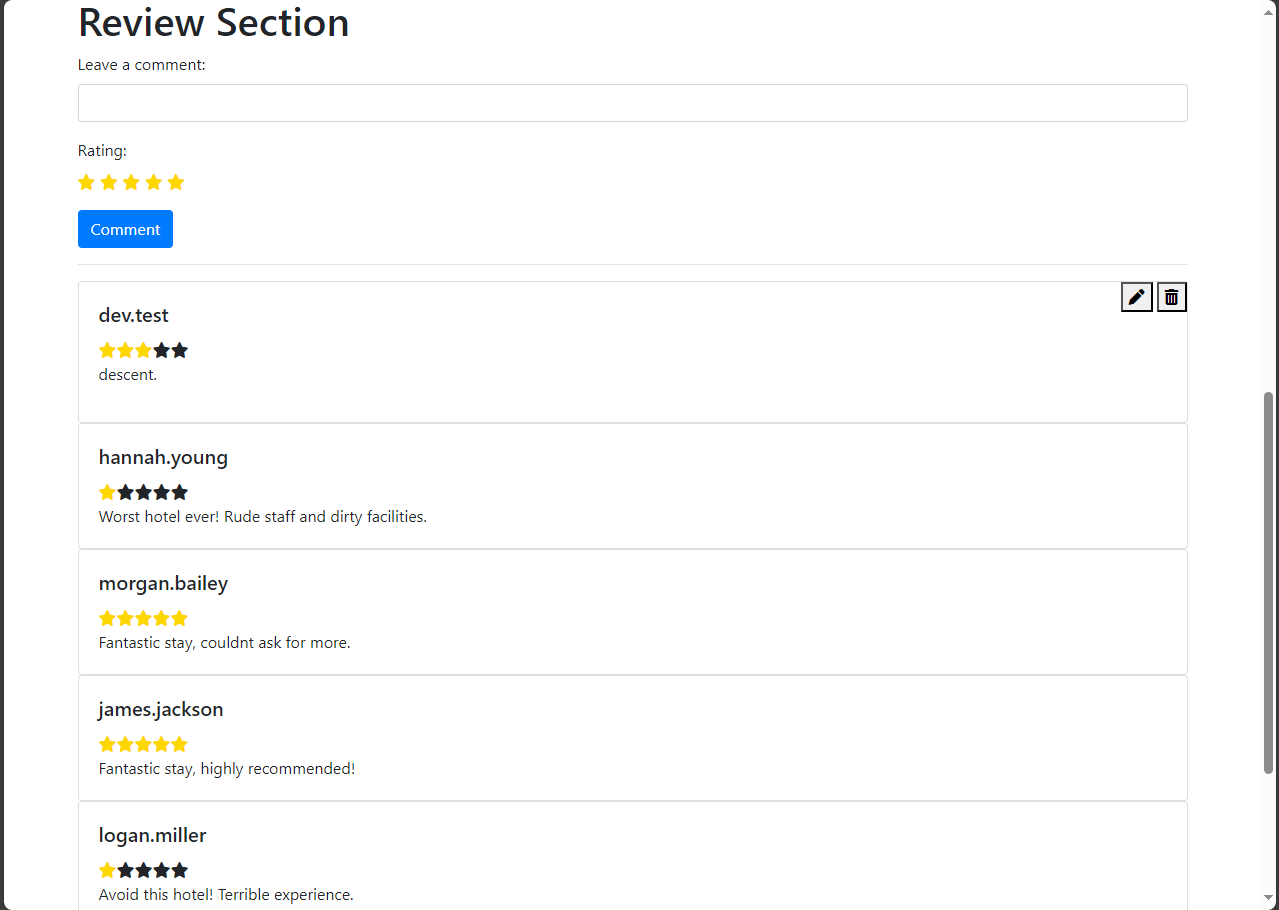 Review Section
Leave a comment:
Rating:
Comment
dev.test
descent.
hannah.young
Worst hotel ever! Rude staff and dirty facilities.
morgan.bailey
Fantastic stay, couldnt ask for more.
james.jackson
Fantastic stay, highly recommended!
logan.miller
Avoid this hotel! Terrible experience.